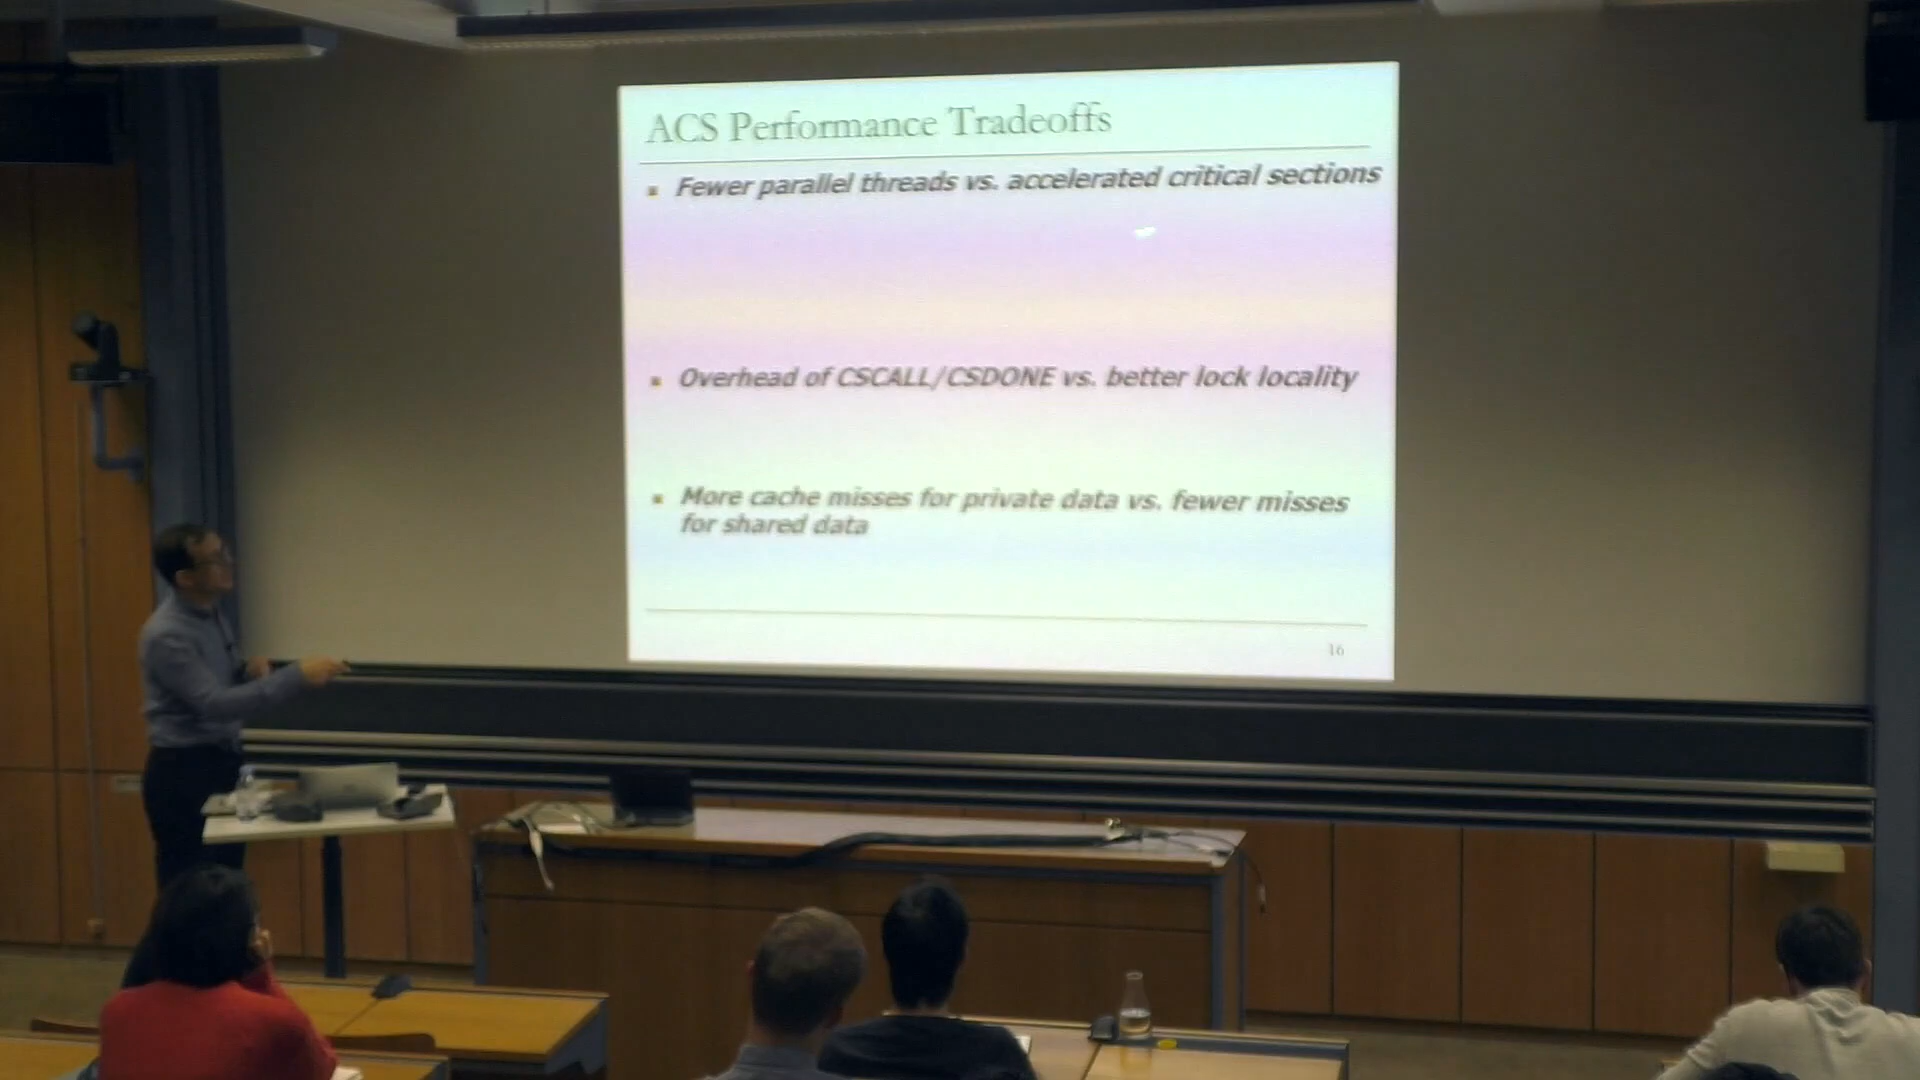 ACS Performance Tradeoffs
Fewer parallel threads vs. accelerated critical sections
Overhead of CSCALL/CSDONE vs. better lock locality
More cache misses for private data vs. fewer misses
for shared data
16